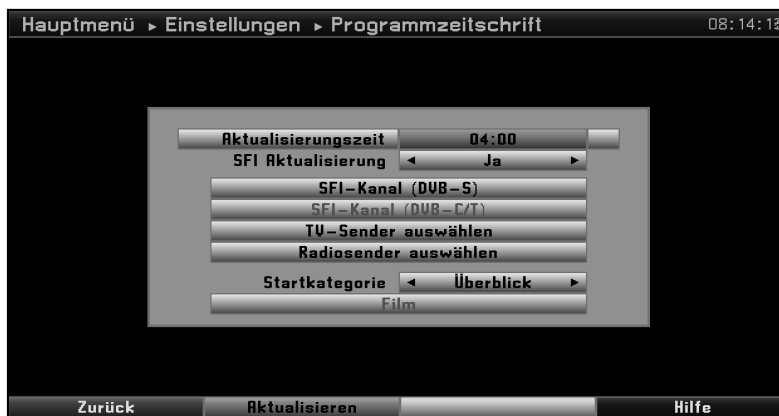 Hauptmenü ▸ Einstellungen ▸ Programmzeitschrift 08:14:13
Aktualisierungszeit 04:00
SFI Aktualisierung ◂ Ja ▸
SFI-Kanal (DVB-S)
SFI-Kanal (DVB-C/T)
TV-Sender auswählen
Radiosender auswählen
Startkategorie ◂ Überblick ▸
Film
Zurück Aktualisieren Hilfe